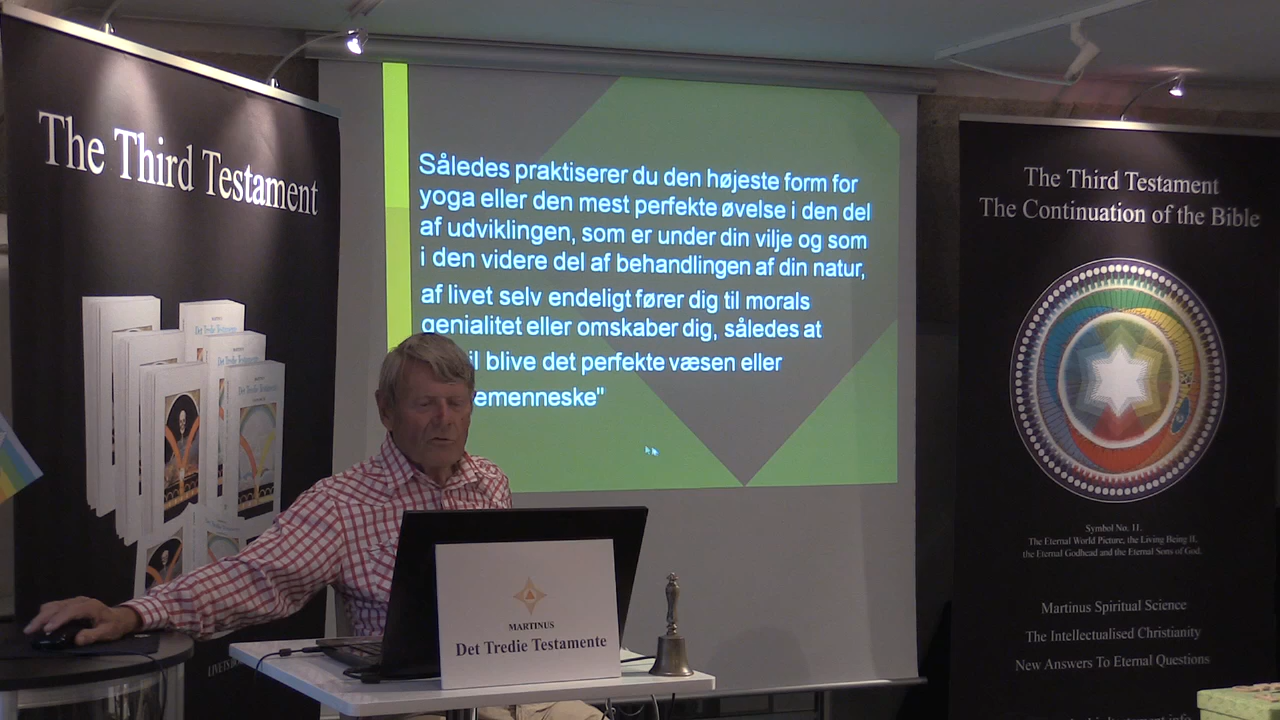 The Third Testament
Således praktiserer du den højeste form for
yoga eller den mest perfekte øvelse i den del
af udviklingen, som er under din vilje og som
i den videre del af behandlingen af din natur,
af livet selv endeligt fører dig til morals
genialitet eller omskaber dig, således at
il blive det perfekte væsen eller
emenneske"
The Third Testament
The Continuation of the Bible
Symbol No. 11.
The Eternal World Picture, the Living Being II,
the Eternal Godhead and the Eternal Sons of God.
Martinus Spiritual Science
The Intellectualised Christianity
New Answers To Eternal Questions
Det Tredie Testamente
MARTINUS
Det Tredie Testamente